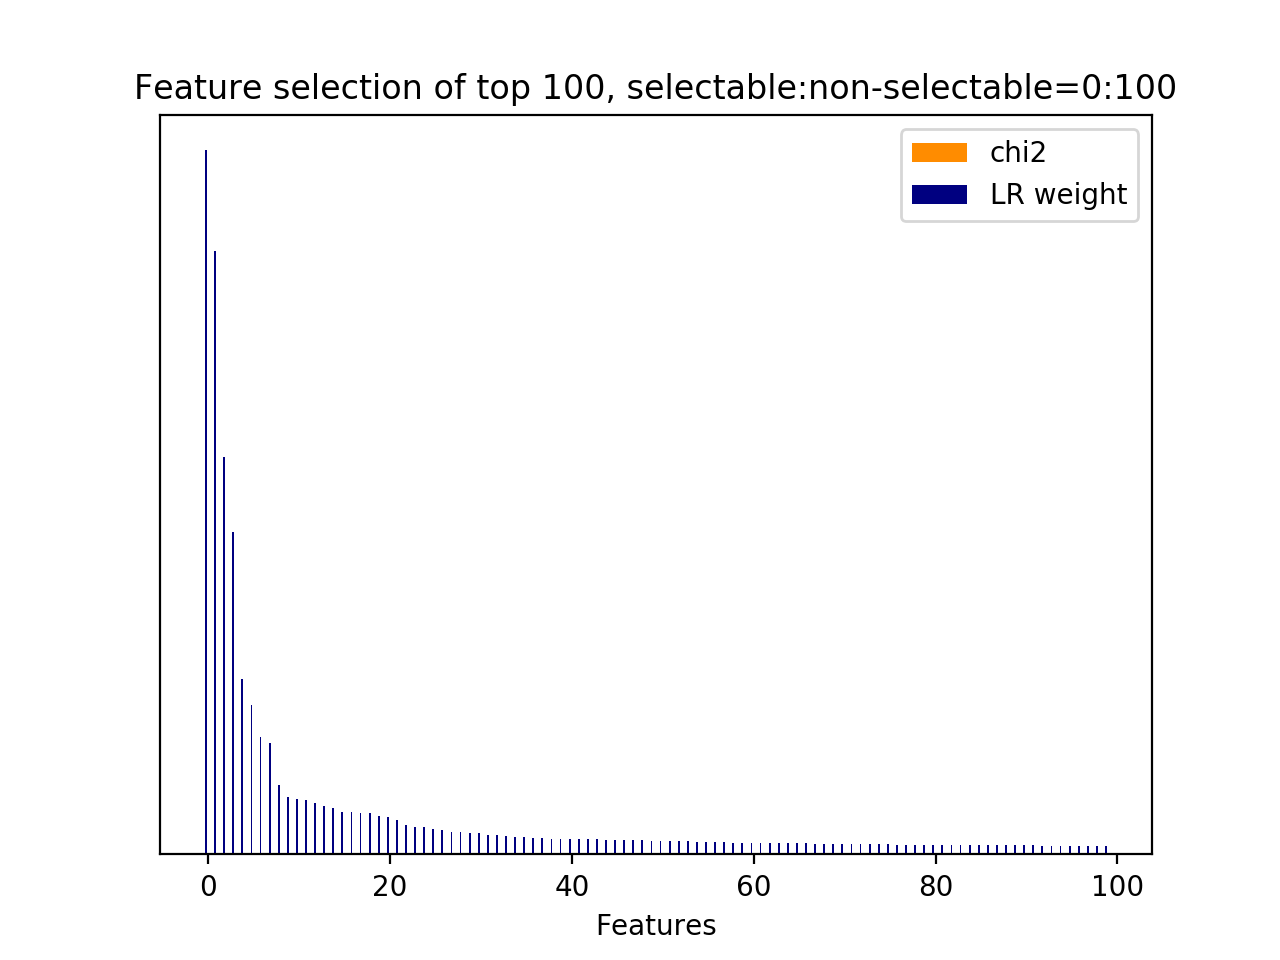 Feature selection of top 100, selectable:non-selectable=0:100
chi2
LR weight
0 20 40 60 80 100
Features